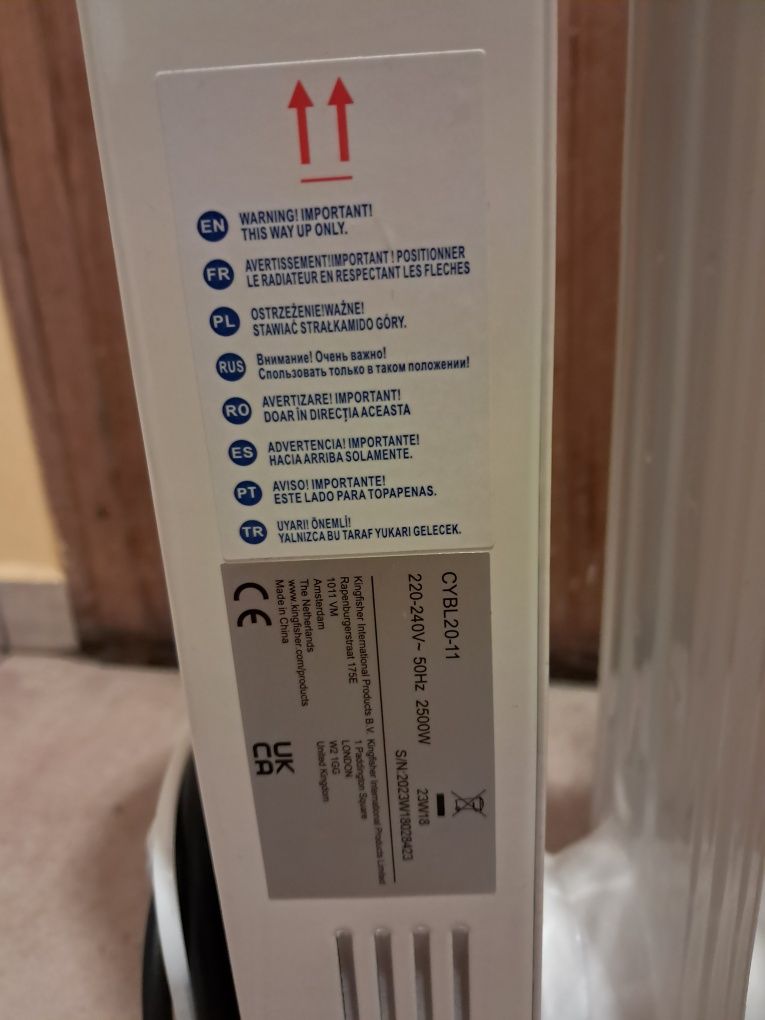 EN
WARNING! IMPORTANT!
THIS WAY UP ONLY.
FR
AVERTISSEMENT!IMPORTANT ! POSITIONNER
LE RADIATEUR EN RESPECTANT LES FLECHES
PL
OSTRZEŻENIE!WAŻNE!
STAWIAĆ STRAŁKAMIDO GÓRY.
RUS
Внимание! Очень важно!
Спользовать только в таком положении!
RO
AVERTIZARE! IMPORTANT!
DOAR ÎN DIRECŢIA ACEASTA
ES
ADVERTENCIA! IMPORTANTE!
HACIA ARRIBA SOLAMENTE.
PT
AVISO! IMPORTANTE!
ESTE LADO PARA TOPAPENAS.
TR
UYARI! ÖNEMLİ!
YALNIZCA BU TARAF YUKARI GELECEK.
CYBL20-11
220-240V~ 50Hz 2500W
23W18
S/N:2023W18028423
Kingfisher International Products B.V.
Rapenburgerstraat 175E
1011 VM
Amsterdam
The Netherlands
www.kingfisher.com/products
Made in China
Kingfisher International Products Limited
1 Paddington Square
LONDON
W2 1GG
United Kingdom
CE
UK
CA